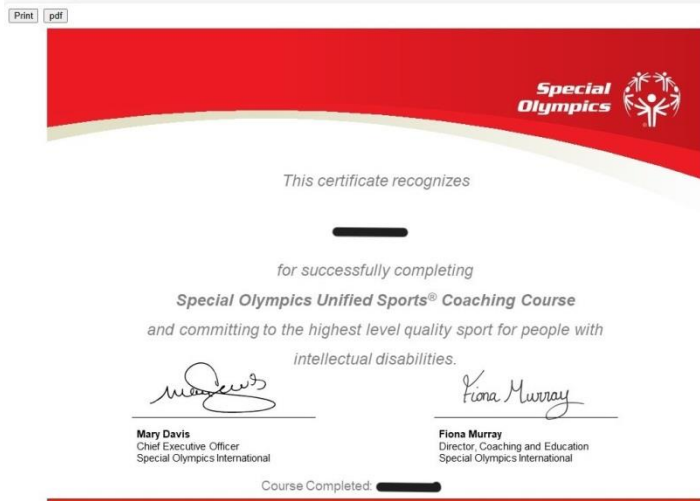 Print pdf
Special
Olympics
This certificate recognizes
for successfully completing
Special Olympics Unified Sports® Coaching Course
and committing to the highest level quality sport for people with
intellectual disabilities.
Mary Davis
Fiona Murray
Mary Davis
Chief Executive Officer
Special Olympics International
Fiona Murray
Director, Coaching and Education
Special Olympics International
Course Completed: